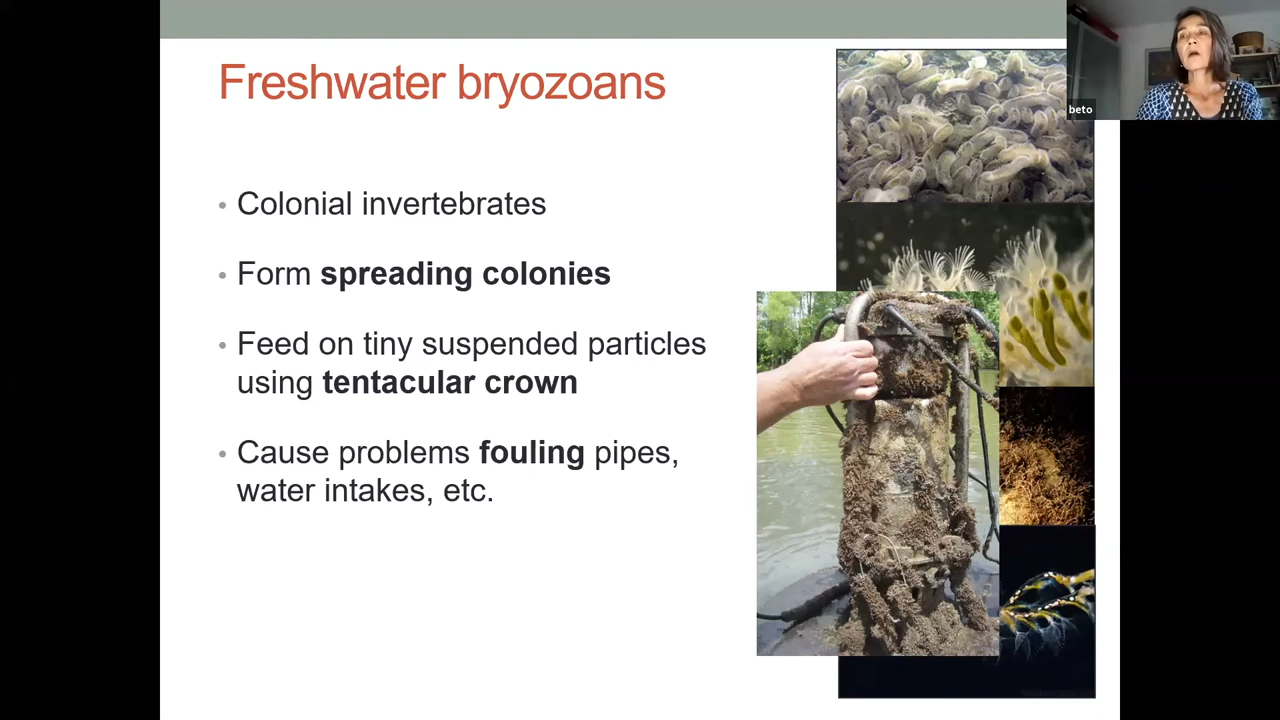 Freshwater bryozoans
beto
• Colonial invertebrates
• Form spreading colonies
• Feed on tiny suspended particles
using tentacular crown
• Cause problems fouling pipes,
water intakes, etc.